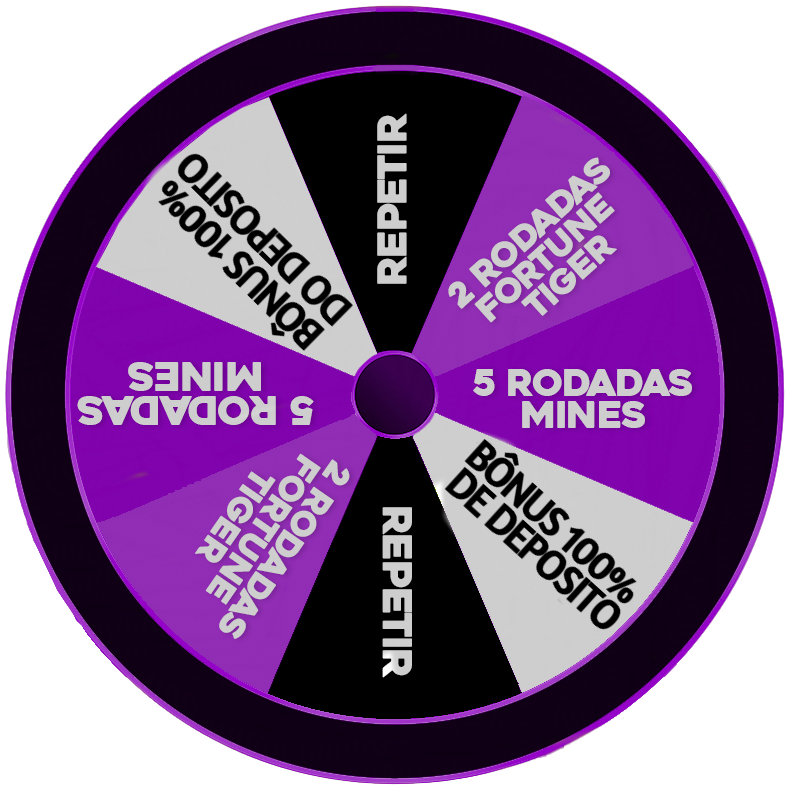 REPETIR
2 RODADAS
FORTUNE
TIGER
5 RODADAS
MINES
BÔNUS 100%
DE DEPOSITO
REPETIR
2 RODADAS
FORTUNE
TIGER
5 RODADAS
MINES
BÔNUS 100%
DO DEPOSITO